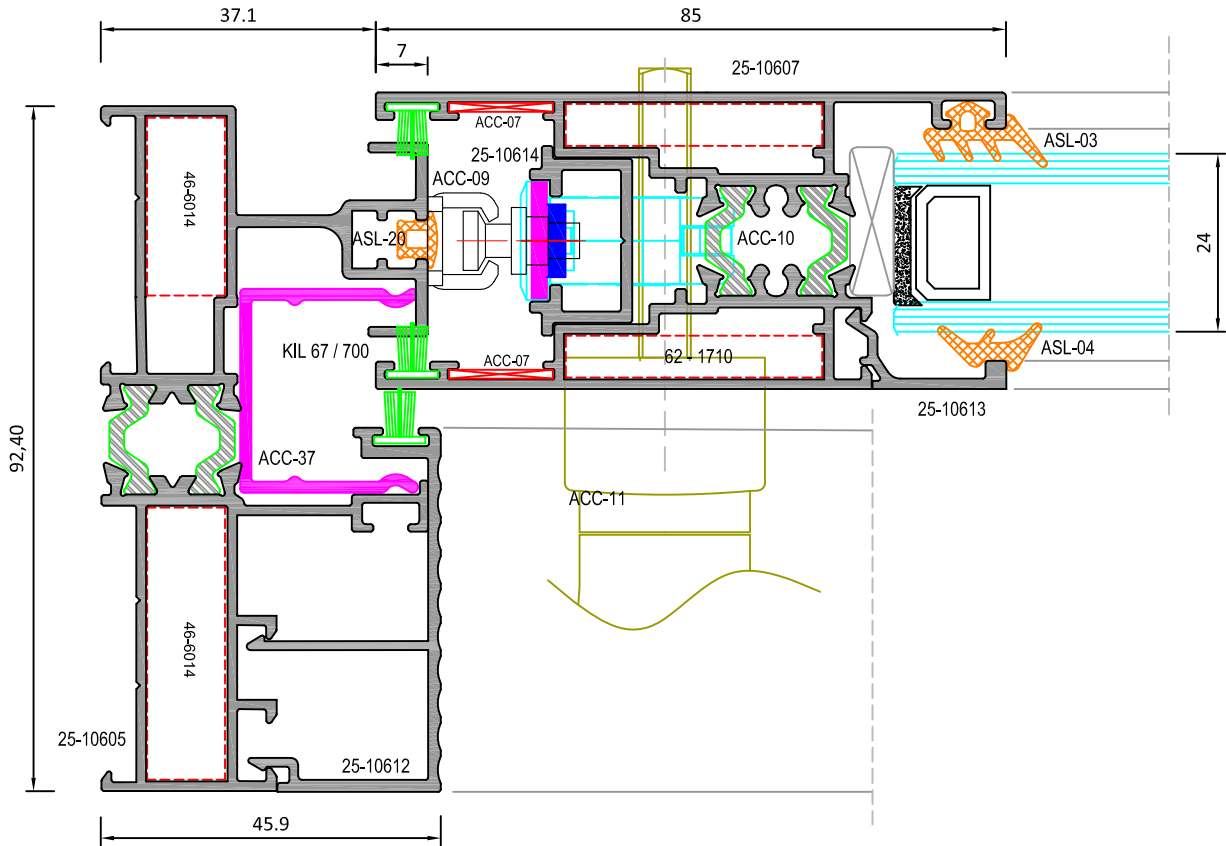 37.1
85
7
25-10607
ACC-07
46-6014
25-10614
ASL-03
ACC-09
ASL-20
ACC-10
24
KIL 67 / 700
62 - 1710
ACC-07
ASL-04
25-10613
92,40
ACC-37
ACC-11
46-6014
25-10605
25-10612
45.9